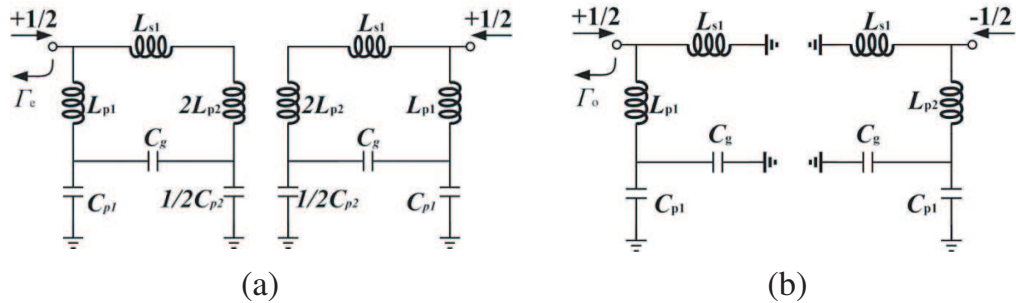 +1/2 +1/2 +1/2 -1/2
Ls1 Ls1 Ls1 Ls1
Γe Γo
Lp1 2Lp2 2Lp2 Lp1 Lp1 Lp2
Cg Cg Cg Cg
Cp1 1/2Cp2 1/2Cp2 Cp1 Cp1 Cp1
(a) (b)